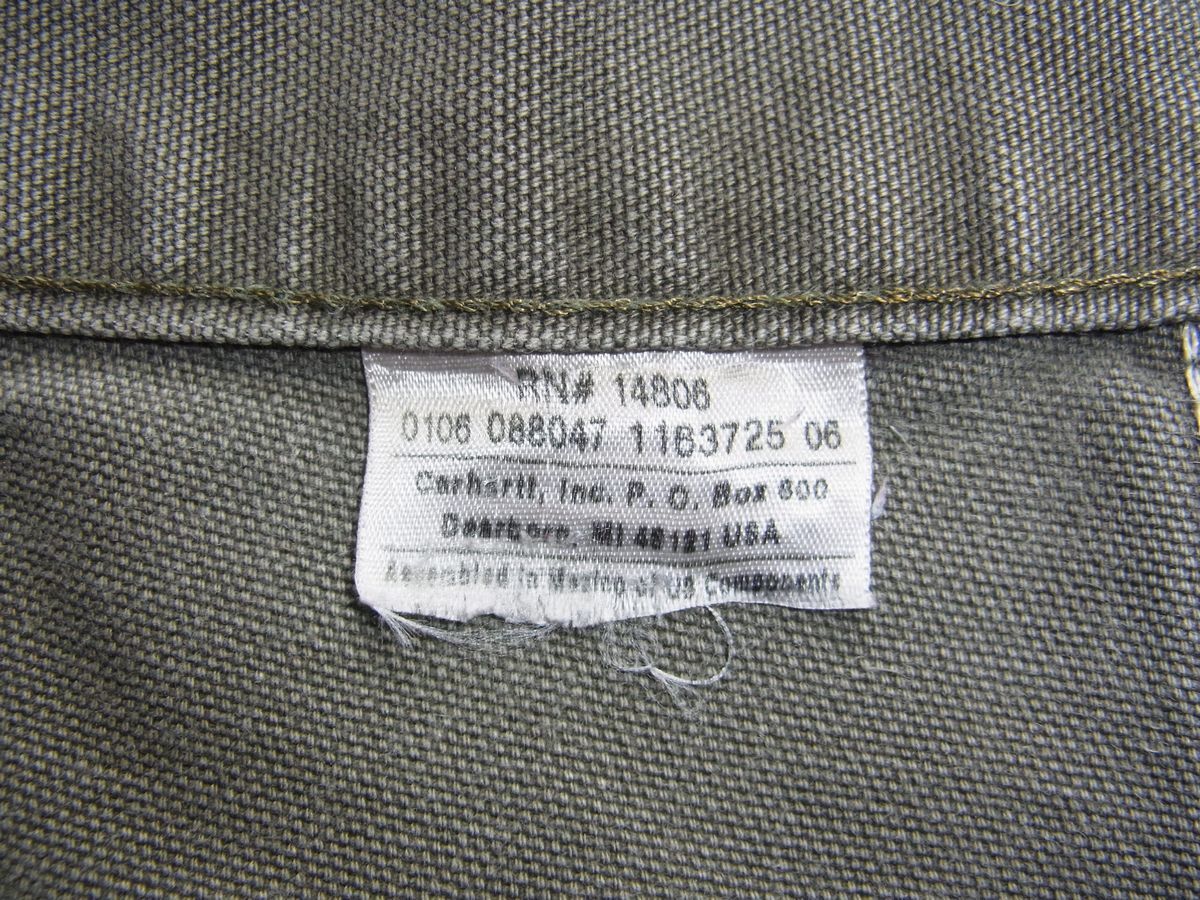 RN# 14806
0106 088047 1163725 06
Carhartt, Inc. P. O. Box 600
Dearborn, MI 48121 USA
Assembled in Mexico of US Components